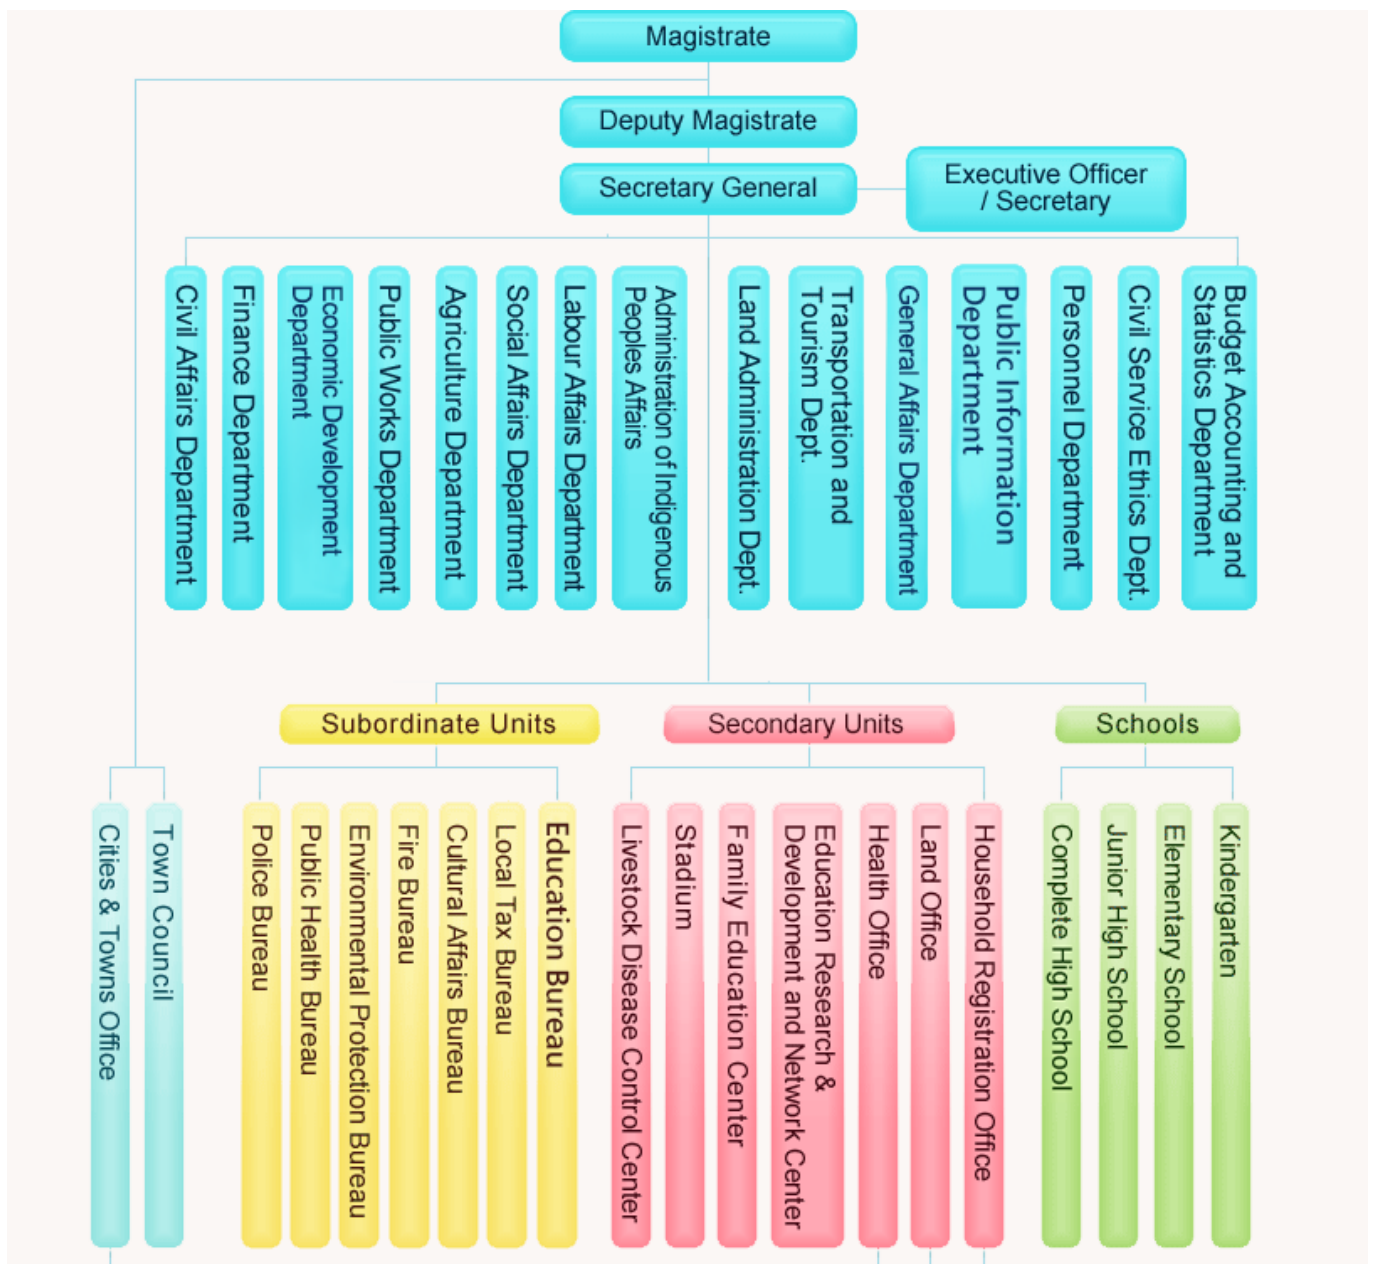 Magistrate
Deputy Magistrate
Secretary General
Executive Officer
/ Secretary
Civil Affairs Department
Finance Department
Economic Development
Department
Public Works Department
Agriculture Department
Social Affairs Department
Labour Affairs Department
Administration of Indigenous
Peoples Affairs
Land Administration Dept.
Transportation and
Tourism Dept.
General Affairs Department
Public Information
Department
Personnel Department
Civil Service Ethics Dept.
Budget Accounting and
Statistics Department
Subordinate Units
Secondary Units
Schools
Cities & Towns Office
Town Council
Police Bureau
Public Health Bureau
Environmental Protection Bureau
Fire Bureau
Cultural Affairs Bureau
Local Tax Bureau
Education Bureau
Livestock Disease Control Center
Stadium
Family Education Center
Education Research &
Development and Network Center
Health Office
Land Office
Household Registration Office
Complete High School
Junior High School
Elementary School
Kindergarten